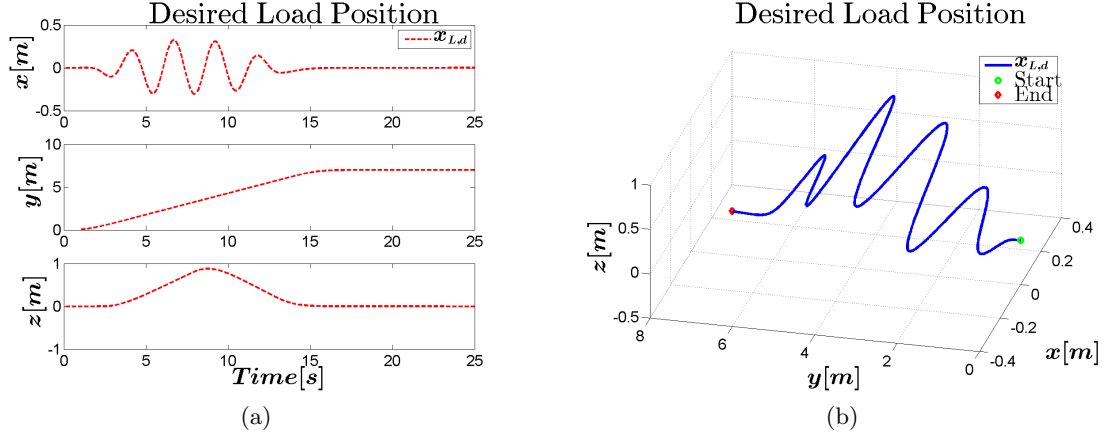 Desired Load Position
x[m]
0.5
0
-0.5
x_{L,d}
0 5 10 15 20 25
y[m]
10
5
0
0 5 10 15 20 25
z[m]
1
0
-1
0 5 10 15 20 25
Time[s]
(a)
Desired Load Position
x_{L,d}
Start
End
z[m]
1
0.5
0
-0.5
8 6 4 2 0
y[m]
0.4
0.2
0
-0.2
-0.4
x[m]
(b)